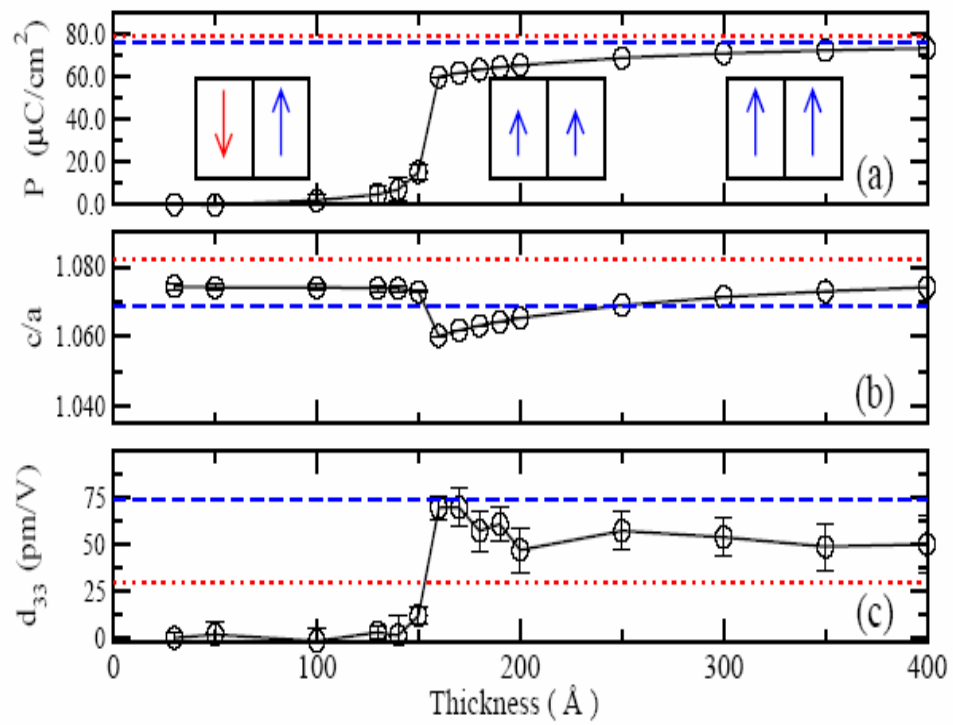 P (μC/cm²)
80.0
60.0
40.0
20.0
0.0
(a)
c/a
1.080
1.060
1.040
(b)
d₃₃ (pm/V)
75
50
25
0
(c)
0 100 200 300 400
Thickness ( Å )